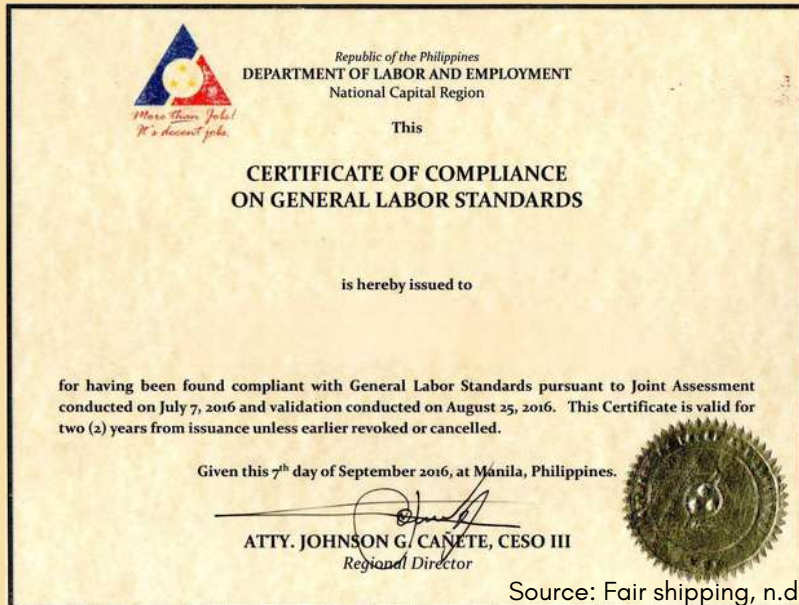 Republic of the Philippines
DEPARTMENT OF LABOR AND EMPLOYMENT
National Capital Region
More than Jobs!
It's decent jobs.
This
CERTIFICATE OF COMPLIANCE
ON GENERAL LABOR STANDARDS
is hereby issued to
for having been found compliant with General Labor Standards pursuant to Joint Assessment
conducted on July 7, 2016 and validation conducted on August 25, 2016. This Certificate is valid for
two (2) years from issuance unless earlier revoked or cancelled.
Given this 7th day of September 2016, at Manila, Philippines.
ATTY. JOHNSON G. CAÑETE, CESO III
Regional Director
Source: Fair shipping, n.d